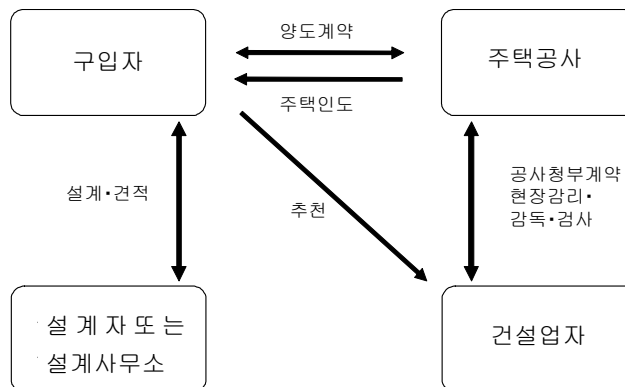 양도계약
구입자
주택공사
주택인도
설계•견적
추천
공사청부계약
현장감리•
감독•검사
설 계 자 또 는
설계사무소
건설업자